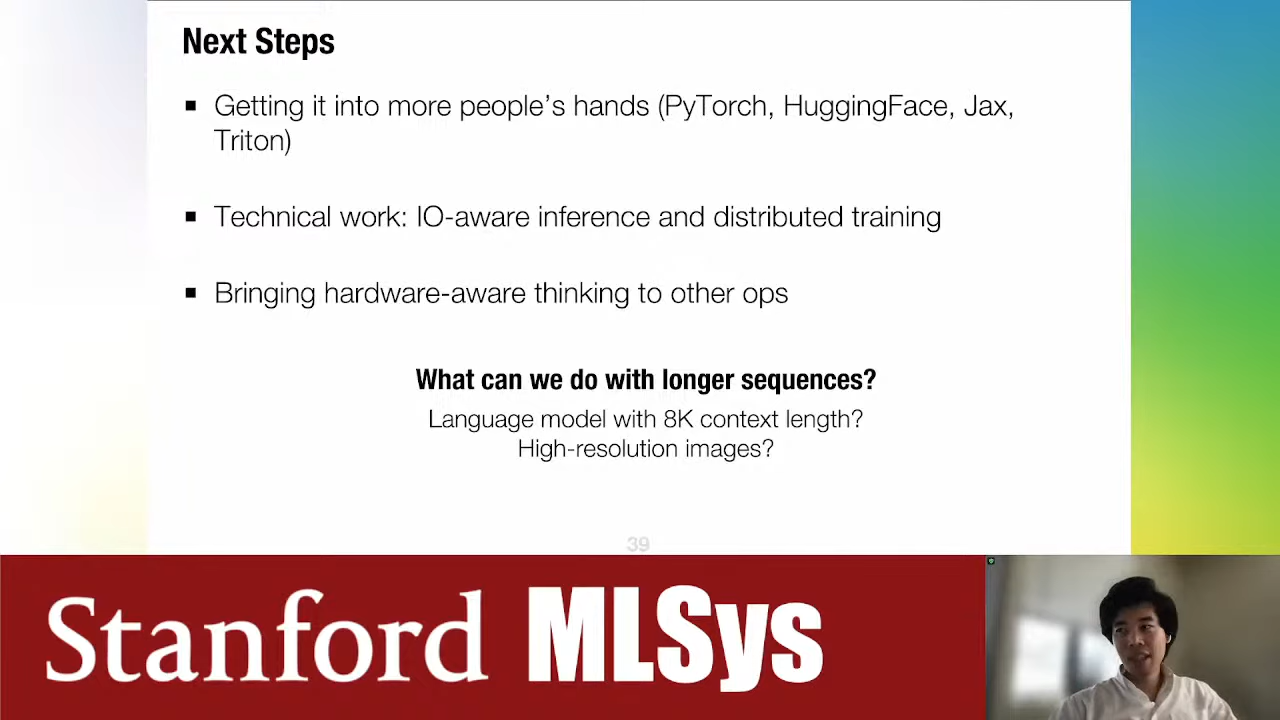 Next Steps
▪ Getting it into more people’s hands (PyTorch, HuggingFace, Jax,
Triton)
▪ Technical work: IO-aware inference and distributed training
▪ Bringing hardware-aware thinking to other ops
What can we do with longer sequences?
Language model with 8K context length?
High-resolution images?
39
Stanford MLSys